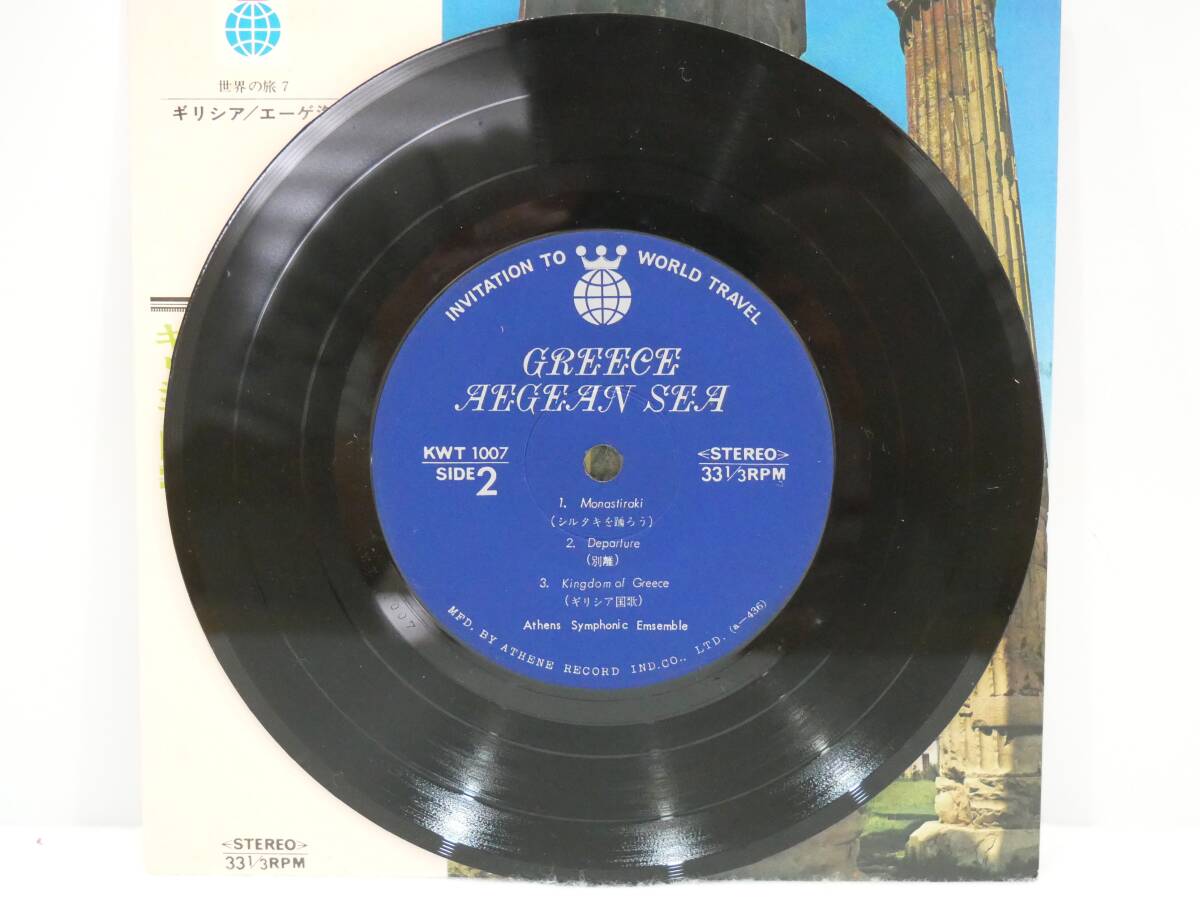 世界の旅 7
ギリシア/エーゲ
INVITATION TO WORLD TRAVEL
GREECE
AEGEAN SEA
KWT 1007
SIDE 2
<STEREO>
33 1/3 RPM
1. Monastiraki
(シルタキを踊ろう)
2. Departure
(別離)
3. Kingdom of Greece
(ギリシア国歌)
Athens Symphonic Emsemble
MFD. BY ATHENE RECORD IND.CO., LTD. (a—436)
007
<STEREO>
33 1/3 RPM